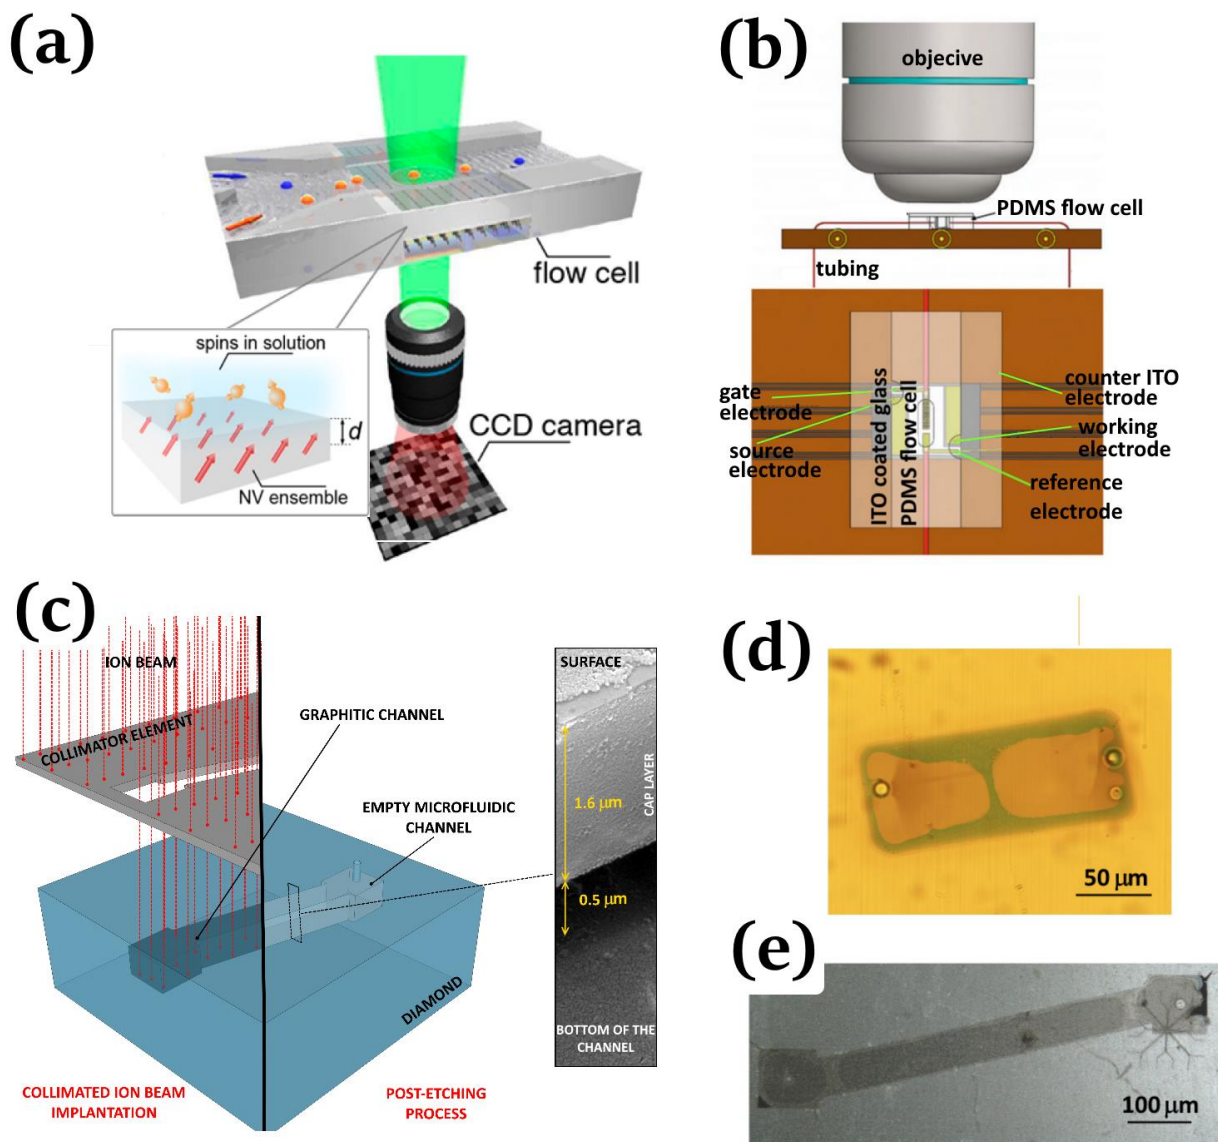 (a)
flow cell
spins in solution
d
NV ensemble
CCD camera
(b)
objecive
PDMS flow cell
tubing
gate
electrode
source
electrode
ITO coated glass
PDMS flow cell
counter ITO
electrode
working
electrode
reference
electrode
(c)
ION BEAM
COLLIMATOR ELEMENT
GRAPHITIC CHANNEL
EMPTY MICROFLUIDIC
CHANNEL
DIAMOND
COLLIMATED ION BEAM
IMPLANTATION
POST-ETCHING
PROCESS
SURFACE
1.6 μm
CAP LAYER
0.5 μm
BOTTOM OF THE
CHANNEL
(d)
50 μm
(e)
100 μm